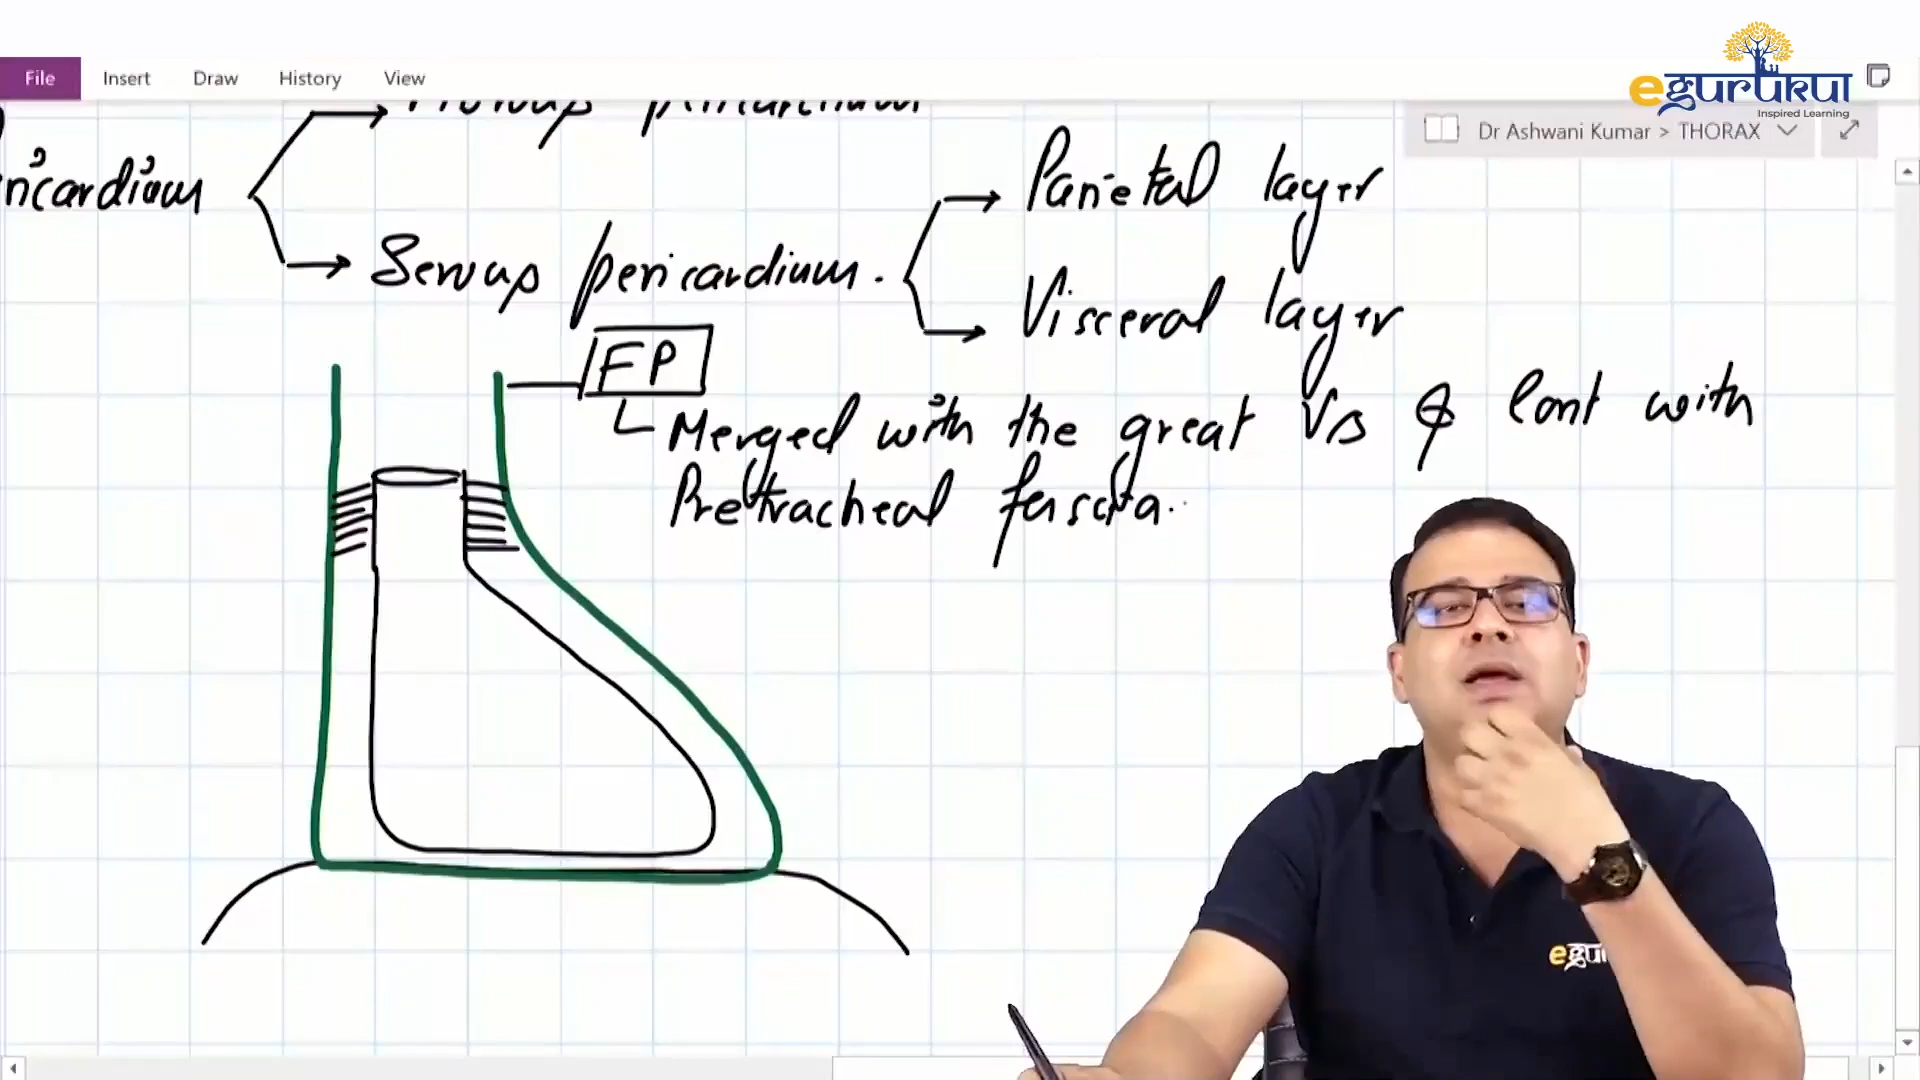 egurukul
Inspired Learning
File Insert Draw History View
Dr Ashwani Kumar > THORAX
pericardium
Parietal layer
Serous pericardium.
Visceral layer
FP
Merged with the great Vs & Cont with
Pretracheal fascia.
egu